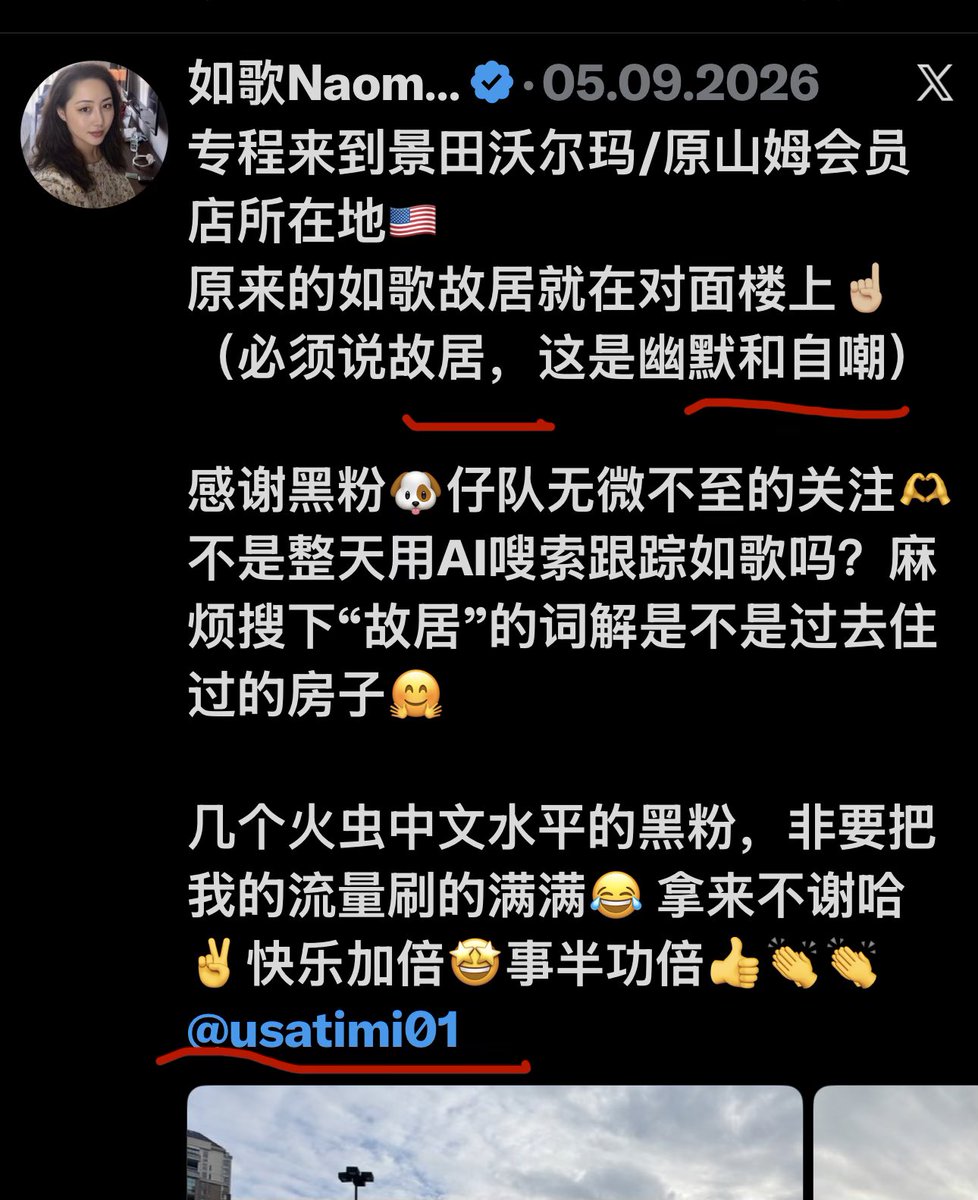 如歌Naom... ·05.09.2026
专程来到景田沃尔玛/原山姆会员
店所在地🇺🇸
原来的如歌故居就在对面楼上☝🏼
（必须说故居，这是幽默和自嘲）
感谢黑粉🐶仔队无微不至的关注🫶
不是整天用AI嗖索跟踪如歌吗？麻
烦搜下“故居”的词解是不是过去住
过的房子🤗
几个火虫中文水平的黑粉，非要把
我的流量刷的满满😂 拿来不谢哈
✌🏼快乐加倍🤩事半功倍👍👏👏
@usatimi01